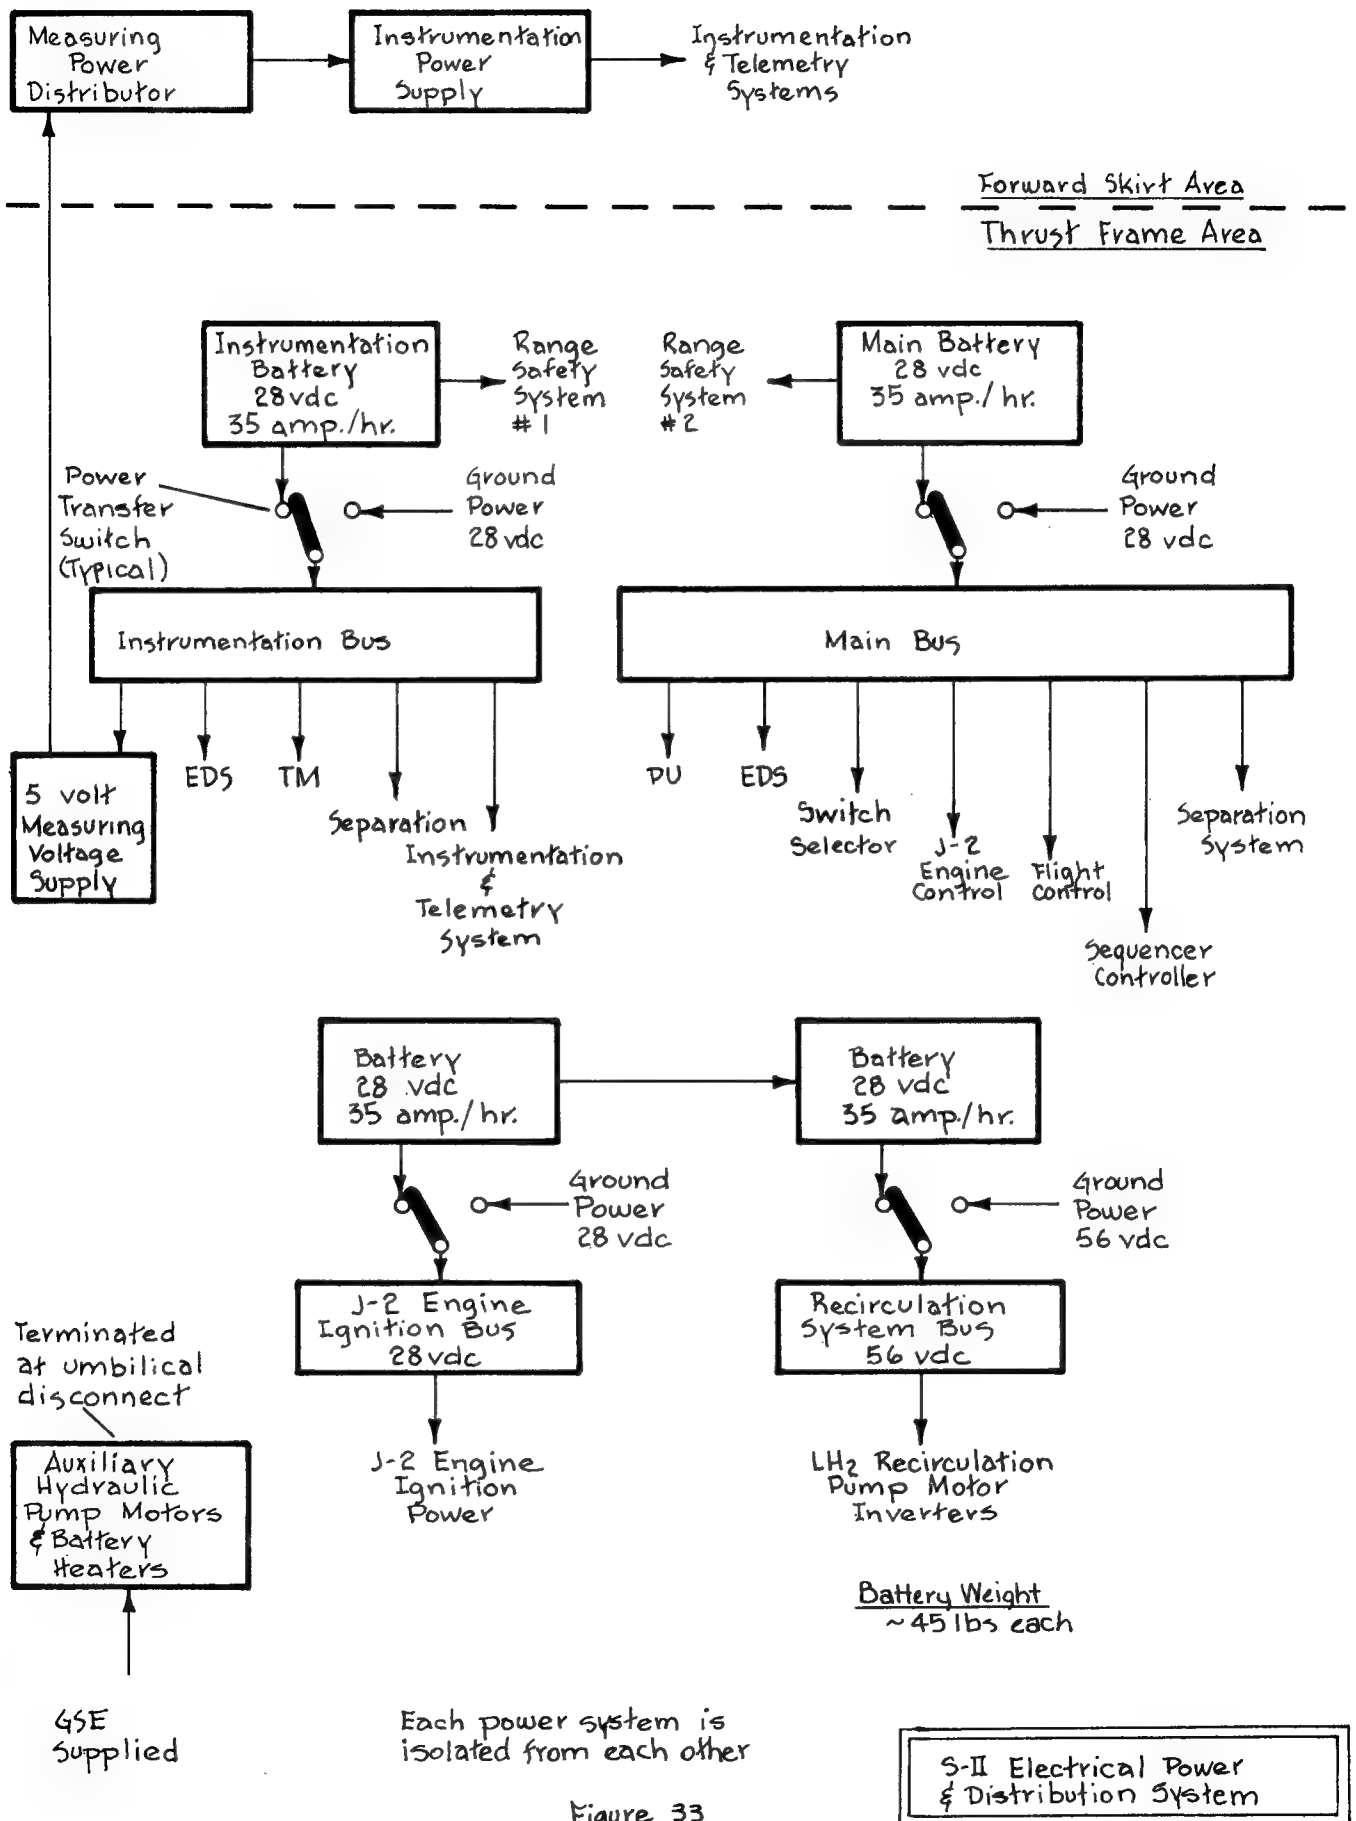 Measuring
Power
Distributor
Instrumentation
Power
Supply
Instrumentation
& Telemetry
Systems
Forward Skirt Area
Thrust Frame Area
Instrumentation
Battery
28 vdc
35 amp./hr.
Range
Safety
System
#1
Range
Safety
System
#2
Main Battery
28 vdc
35 amp./hr.
Power
Transfer
Switch
(Typical)
Ground
Power
28 vdc
Ground
Power
28 vdc
Instrumentation Bus
Main Bus
5 volt
Measuring
Voltage
Supply
EDS
TM
Separation
Instrumentation
&
Telemetry
System
PU
EDS
Switch
Selector
J-2
Engine
Control
Flight
Control
Sequencer
Controller
Separation
System
Battery
28 vdc
35 amp./hr.
Battery
28 vdc
35 amp./hr.
Ground
Power
28 vdc
Ground
Power
56 vdc
J-2 Engine
Ignition Bus
28 vdc
Recirculation
System Bus
56 vdc
Terminated
at umbilical
disconnect
Auxiliary
Hydraulic
Pump Motors
& Battery
Heaters
J-2 Engine
Ignition
Power
LH₂ Recirculation
Pump Motor
Inverters
Battery Weight
~45 lbs each
GSE
Supplied
Each power system is
isolated from each other
S-II Electrical Power
& Distribution System
Figure 33